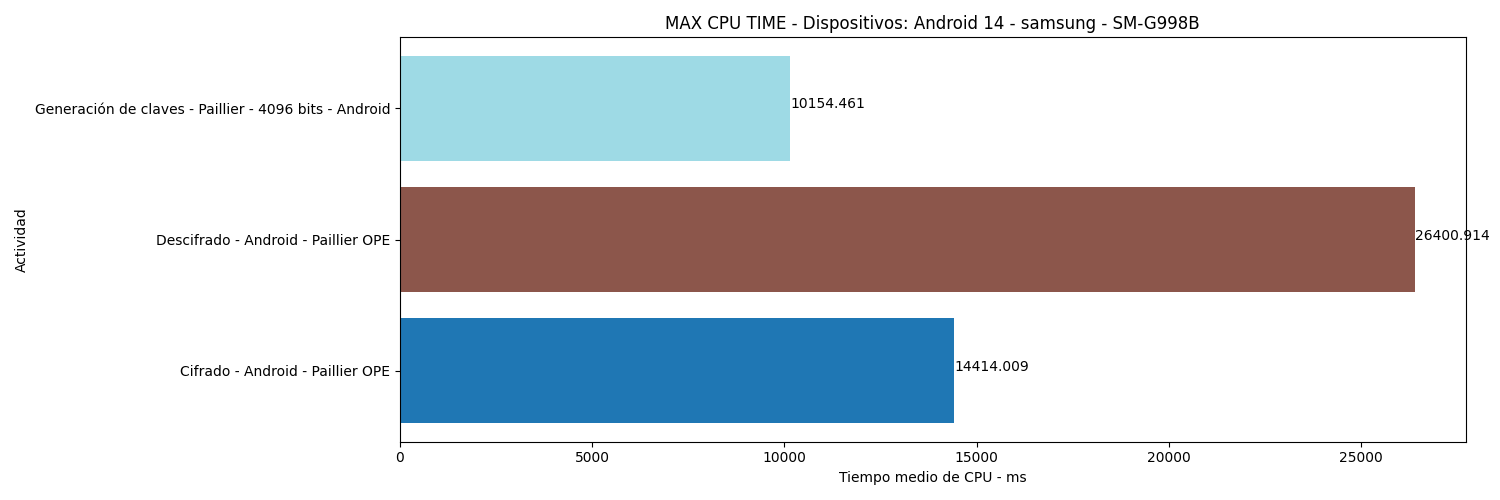 MAX CPU TIME - Dispositivos: Android 14 - samsung - SM-G998B
Actividad
Generación de claves - Paillier - 4096 bits - Android
10154.461
Descifrado - Android - Paillier OPE
26400.914
Cifrado - Android - Paillier OPE
14414.009
0 5000 10000 15000 20000 25000
Tiempo medio de CPU - ms